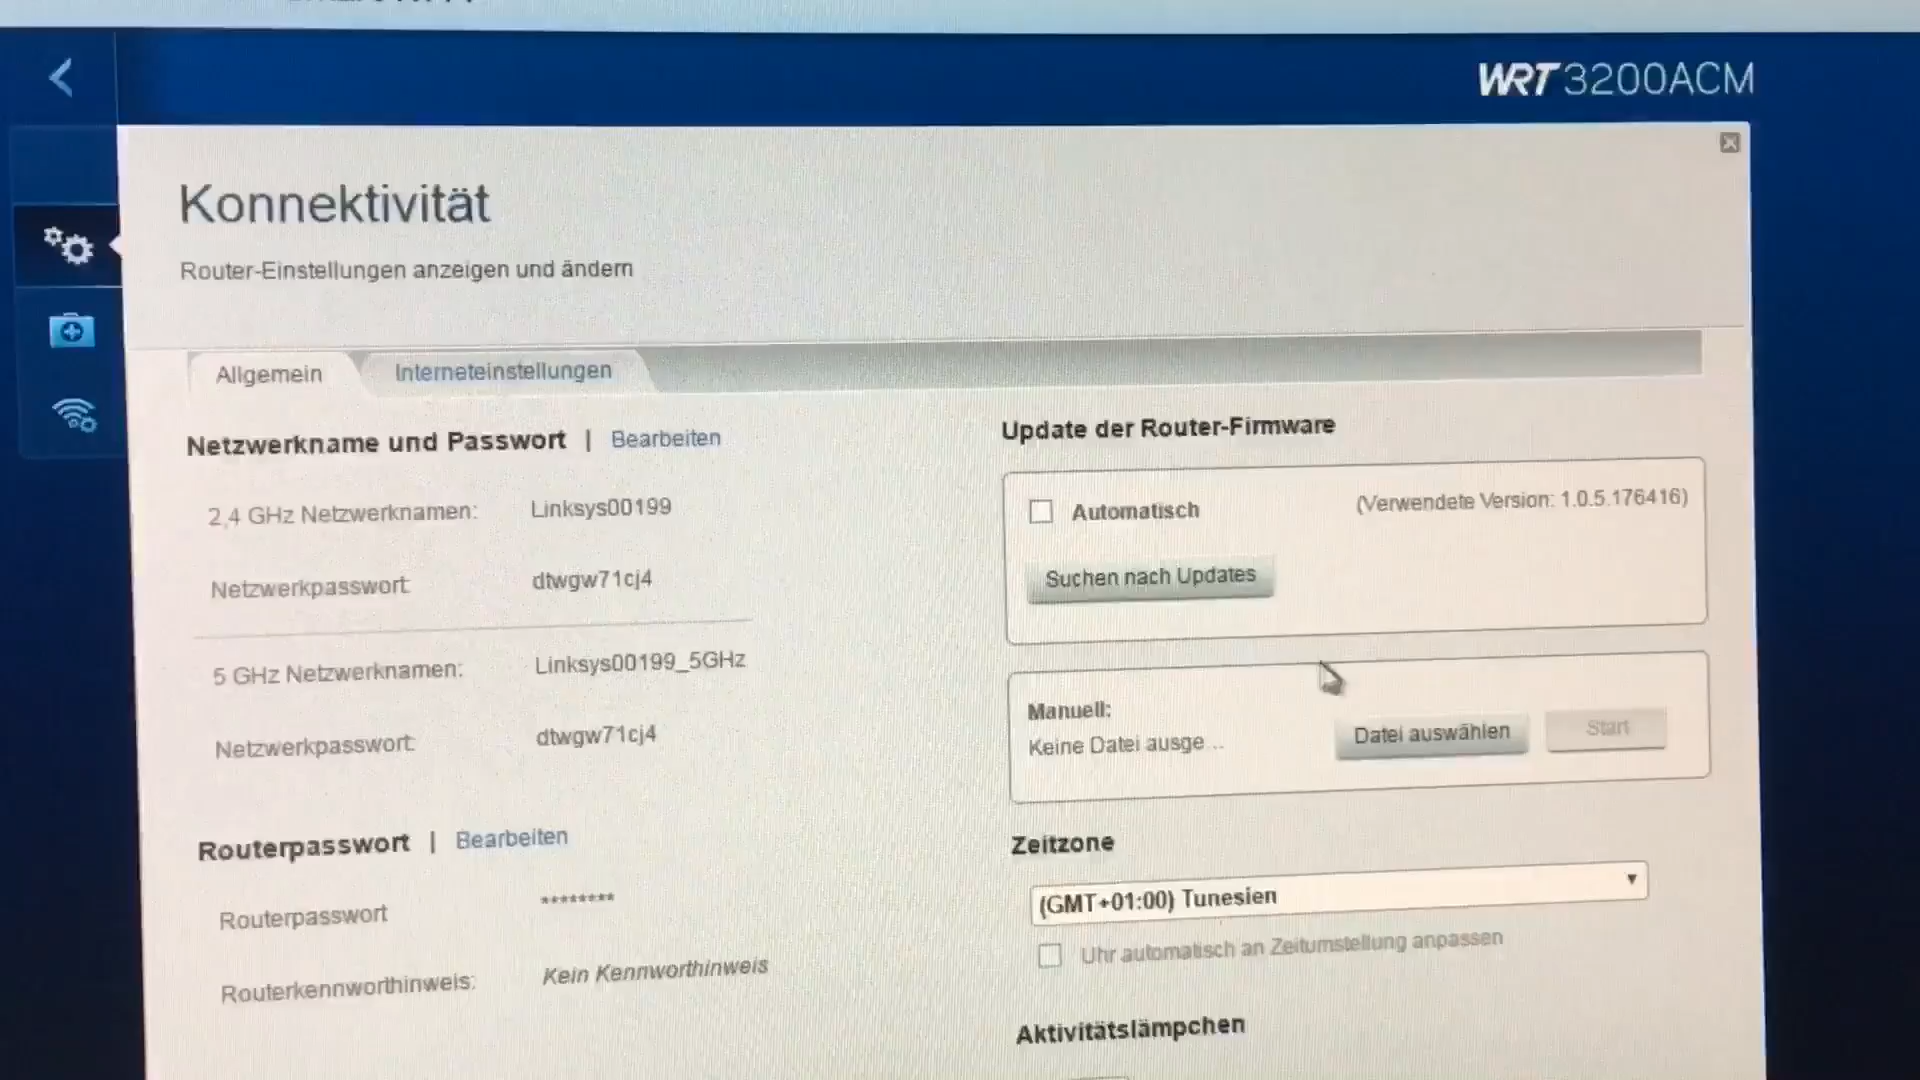 WRT3200ACM
Konnektivität
Router-Einstellungen anzeigen und ändern
Allgemein
Interneteinstellungen
Netzwerkname und Passwort | Bearbeiten
2,4 GHz Netzwerknamen: Linksys00199
Netzwerkpasswort: dtwgw71cj4
5 GHz Netzwerknamen: Linksys00199_5GHz
Netzwerkpasswort: dtwgw71cj4
Routerpasswort | Bearbeiten
Routerpasswort ********
Routerkennworthinweis: Kein Kennworthinweis
Update der Router-Firmware
Automatisch (Verwendete Version: 1.0.5.176416)
Suchen nach Updates
Manuell:
Keine Datei ausge...
Datei auswählen
Start
Zeitzone
(GMT+01:00) Tunesien
Uhr automatisch an Zeitumstellung anpassen
Aktivitätslämpchen